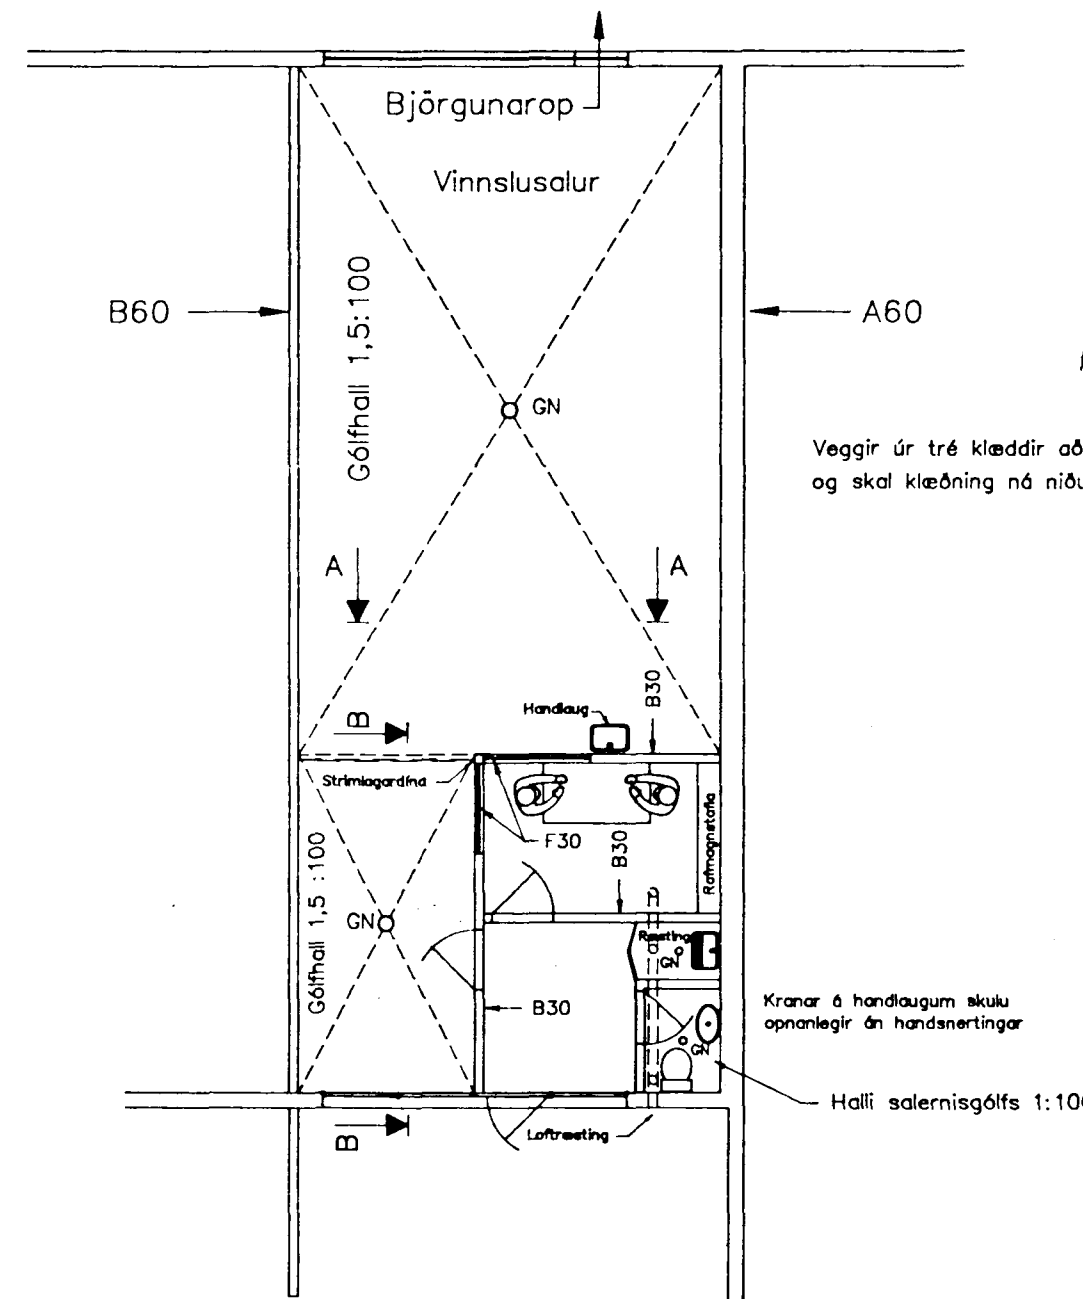 Björgunarop
Vinnslusalur
Gólfhall 1,5:100
B60
A60
GN
Veggir úr tré klæddir að
og skal klæðning ná niðu
A
A
B30
Handlaug
B
Strimlagardína
F30
B30
Rafmagnstafla
Gólfhall 1,5 :100
GN
Ræsting
GN
B30
Kranar á handlaugum skulu
opnanlegir án handsnertingar
GN
Halli salernisgólfs 1:100
B
Loftræsting